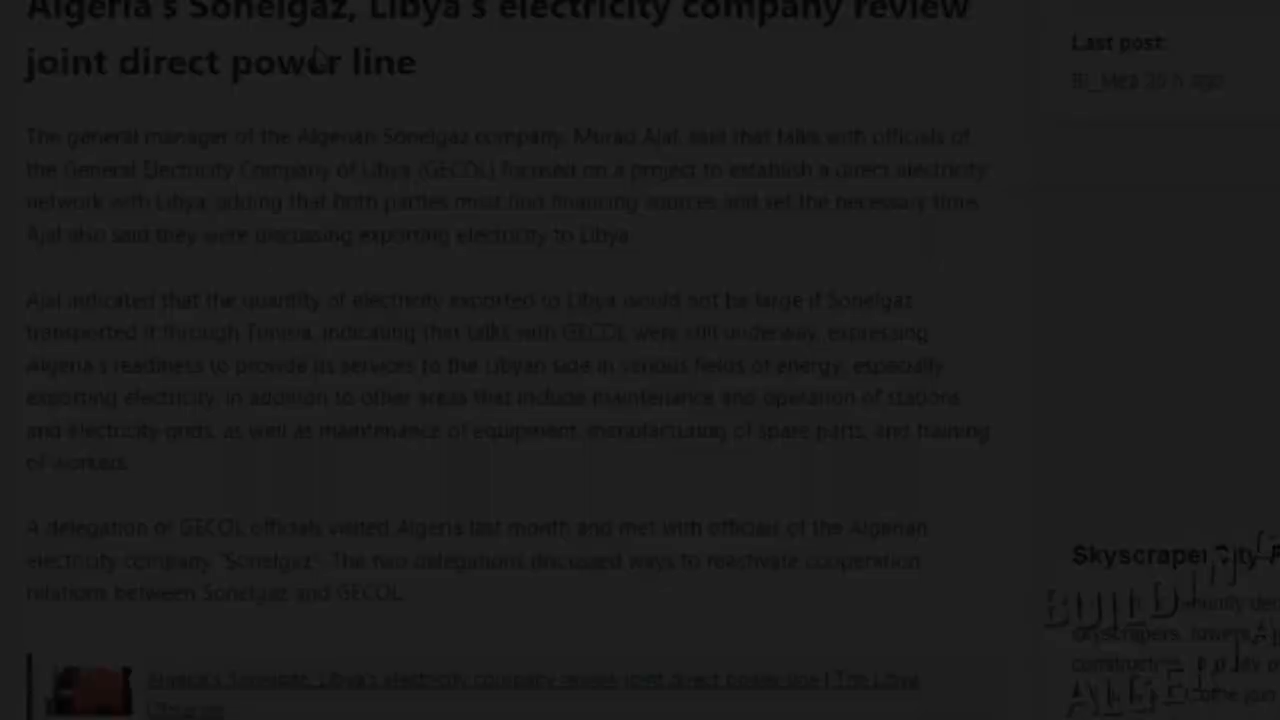 Algeria's Sonelgaz, Libya's electricity company review
joint direct power line
The general manager of the Algerian Sonelgaz company, Murad Ajal, said that talks with officials of
the General Electricity Company of Libya (GECOL) focused on a project to establish a direct electricity
network with Libya, adding that both parties must find financing sources and set the necessary time.
Ajal also said they were discussing exporting electricity to Libya.
Ajal indicated that the quantity of electricity exported to Libya would not be large if Sonelgaz
transported it through Tunisia, indicating that talks with GECOL were still underway, expressing
Algeria's readiness to provide its services to the Libyan side in various fields of energy, especially
exporting electricity, in addition to other areas that include maintenance and operation of stations
and electricity grids, as well as maintenance of equipment, manufacturing of spare parts, and training
of workers.
A delegation of GECOL officials visited Algeria last month and met with officials of the Algerian
electricity company "Sonelgaz". The two delegations discussed ways to reactivate cooperation
relations between Sonelgaz and GECOL.
Algeria's Sonelgaz, Libya's electricity company review joint direct power line | The Libya
Last post:
ago
Skyscraper City
BUILDING
skyscrapers, towers,
ALGE